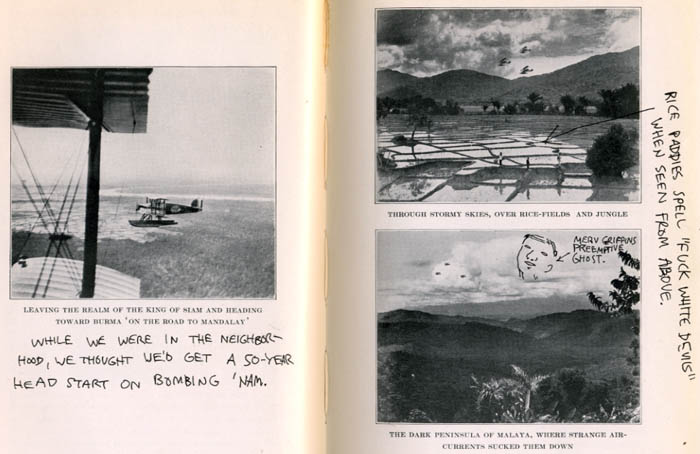 LEAVING THE REALM OF THE KING OF SIAM AND HEADING
TOWARD BURMA 'ON THE ROAD TO MANDALAY'
WHILE WE WERE IN THE NEIGHBOR-
HOOD, WE THOUGHT WE'D GET A 50-YEAR
HEAD START ON BOMBING 'NAM.
THROUGH STORMY SKIES, OVER RICE-FIELDS AND JUNGLE
RICE PADDIES SPELL "FUCK WHITE DEVILS"
WHEN SEEN FROM ABOVE.
MERV GRIFFINS
PREEMPTIVE
GHOST.
THE DARK PENINSULA OF MALAYA, WHERE STRANGE AIR-
CURRENTS SUCKED THEM DOWN